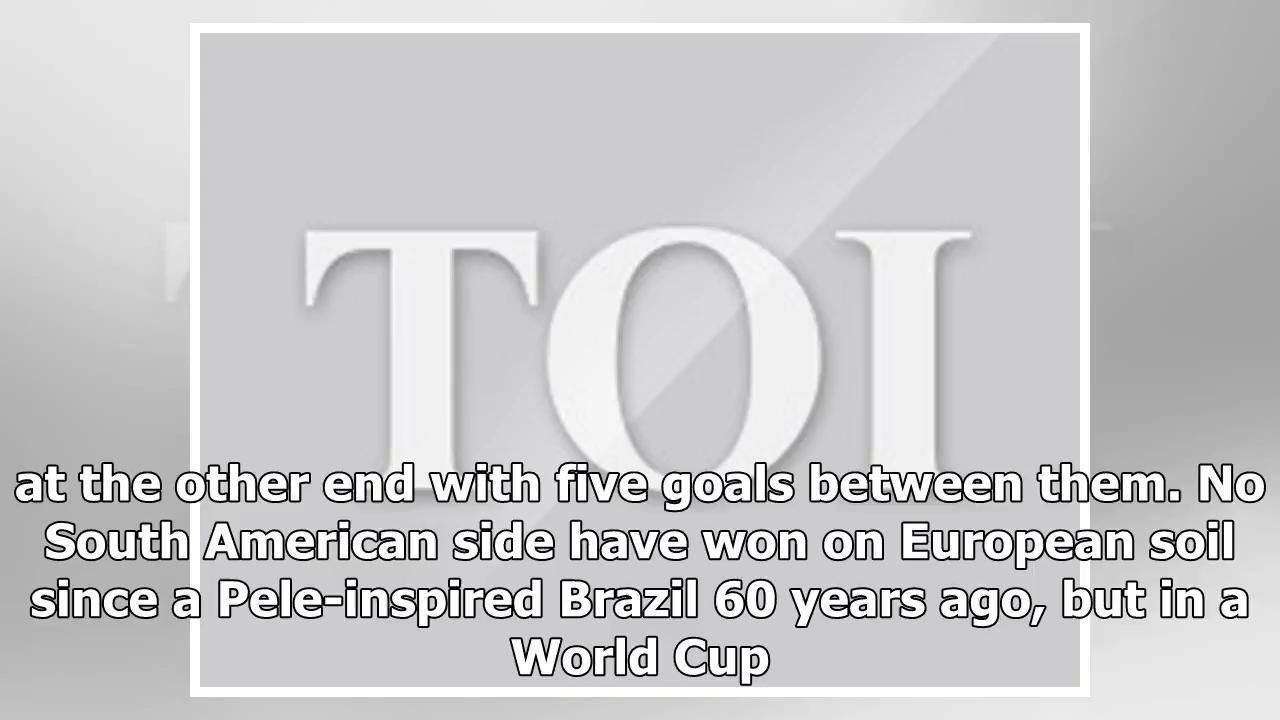 TOI
at the other end with five goals between them. No
South American side have won on European soil
since a Pele-inspired Brazil 60 years ago, but in a
World Cup